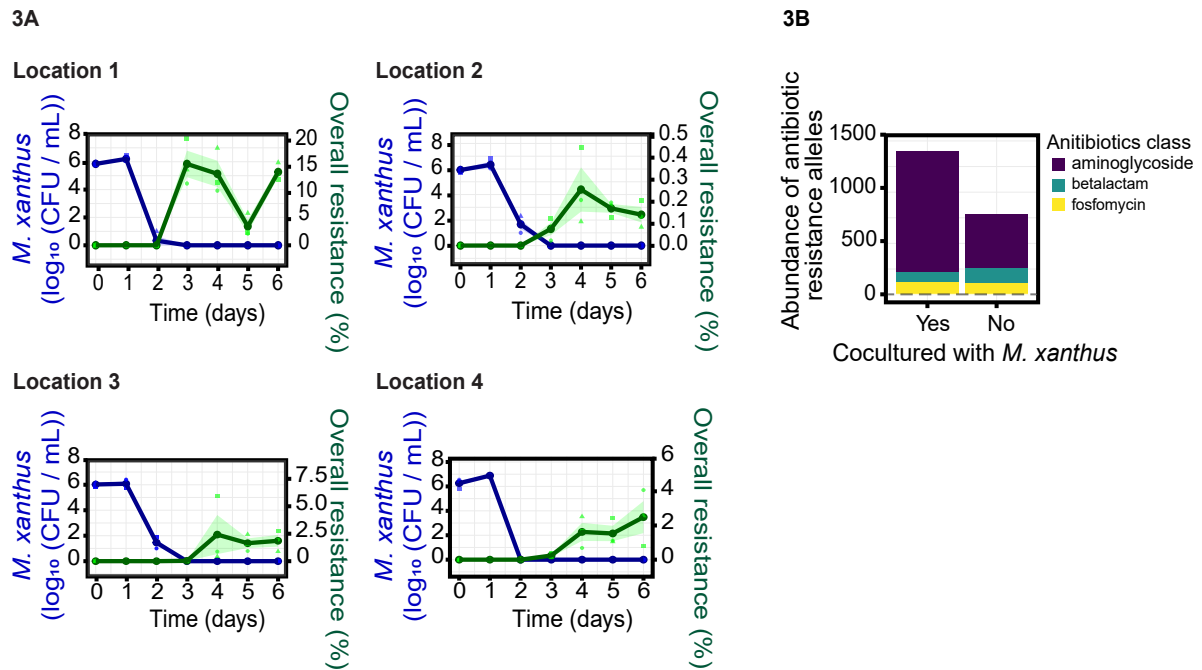 3A
3B
Location 1
M. xanthus
(log₁₀ (CFU / mL))
8
6
4
2
0
20
15
10
5
0
Overall resistance (%)
0 1 2 3 4 5 6
Time (days)
Location 2
M. xanthus
(log₁₀ (CFU / mL))
8
6
4
2
0
0.5
0.4
0.3
0.2
0.1
0.0
Overall resistance (%)
0 1 2 3 4 5 6
Time (days)
Abundance of antibiotic
resistance alleles
1500
1000
500
0
Yes No
Cocultured with M. xanthus
Anitibiotics class
aminoglycoside
betalactam
fosfomycin
Location 3
M. xanthus
(log₁₀ (CFU / mL))
8
6
4
2
0
7.5
5.0
2.5
0
Overall resistance (%)
0 1 2 3 4 5 6
Time (days)
Location 4
M. xanthus
(log₁₀ (CFU / mL))
8
6
4
2
0
6
4
2
0
Overall resistance (%)
0 1 2 3 4 5 6
Time (days)